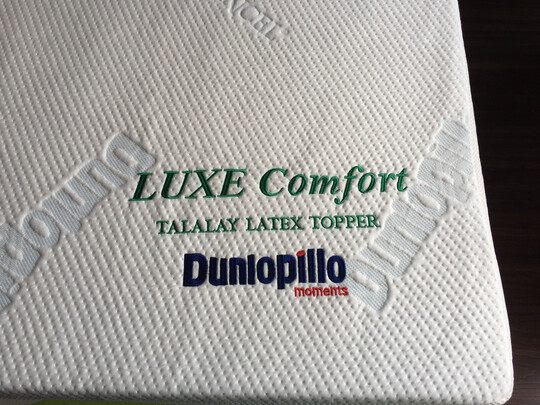 LUXE Comfort
TALALAY LATEX TOPPER
Dunlopillo
moments